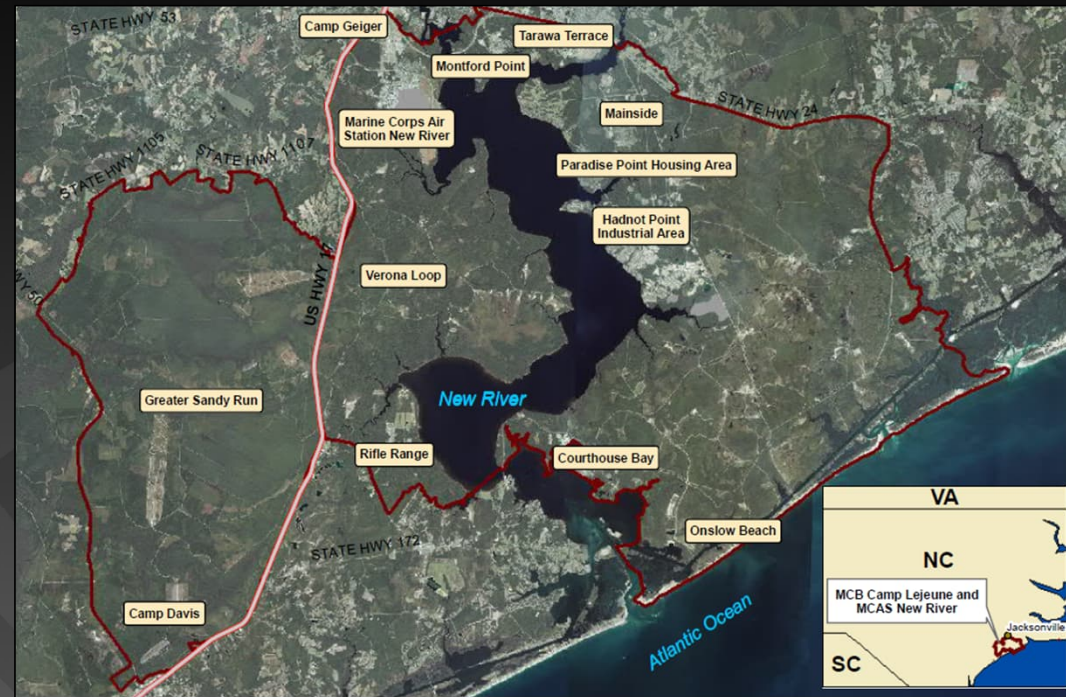 STATE HWY 53
Camp Geiger
Tarawa Terrace
Montford Point
Marine Corps Air
Station New River
Mainside
STATE HWY 24
STATE HWY 1105
STATE HWY 1107
Paradise Point Housing Area
Hadnot Point
Industrial Area
Verona Loop
US HWY 17
WY 50
Greater Sandy Run
New River
Rifle Range
Courthouse Bay
Onslow Beach
STATE HWY 172
Camp Davis
Atlantic Ocean
VA
NC
MCB Camp Lejeune and
MCAS New River
Jacksonville
SC